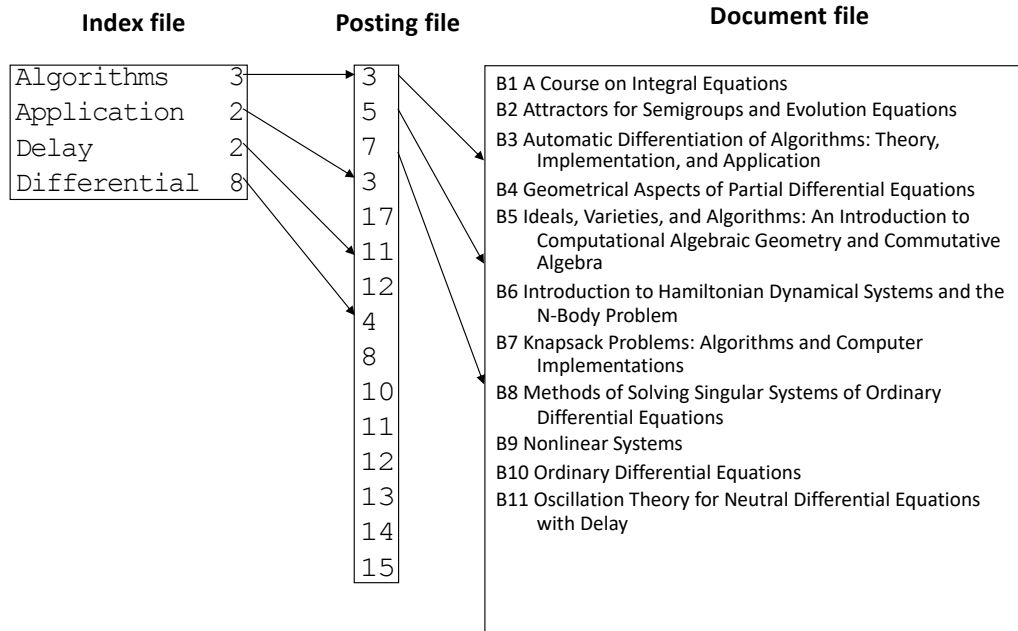 Index file
Posting file
Document file
Algorithms 3
Application 2
Delay 2
Differential 8
3
5
7
3
17
11
12
4
8
10
11
12
13
14
15
B1 A Course on Integral Equations
B2 Attractors for Semigroups and Evolution Equations
B3 Automatic Differentiation of Algorithms: Theory,
Implementation, and Application
B4 Geometrical Aspects of Partial Differential Equations
B5 Ideals, Varieties, and Algorithms: An Introduction to
Computational Algebraic Geometry and Commutative
Algebra
B6 Introduction to Hamiltonian Dynamical Systems and the
N-Body Problem
B7 Knapsack Problems: Algorithms and Computer
Implementations
B8 Methods of Solving Singular Systems of Ordinary
Differential Equations
B9 Nonlinear Systems
B10 Ordinary Differential Equations
B11 Oscillation Theory for Neutral Differential Equations
with Delay